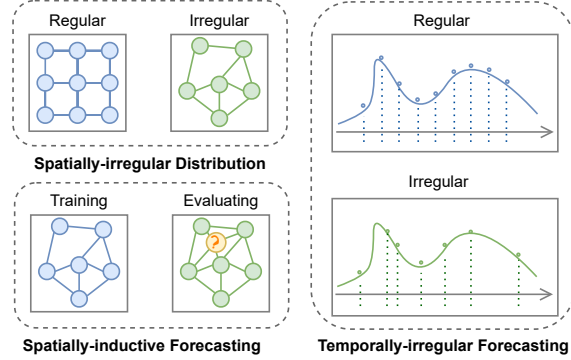 Regular Irregular
Spatially-irregular Distribution
Training Evaluating
?
Spatially-inductive Forecasting
Regular
Irregular
Temporally-irregular Forecasting